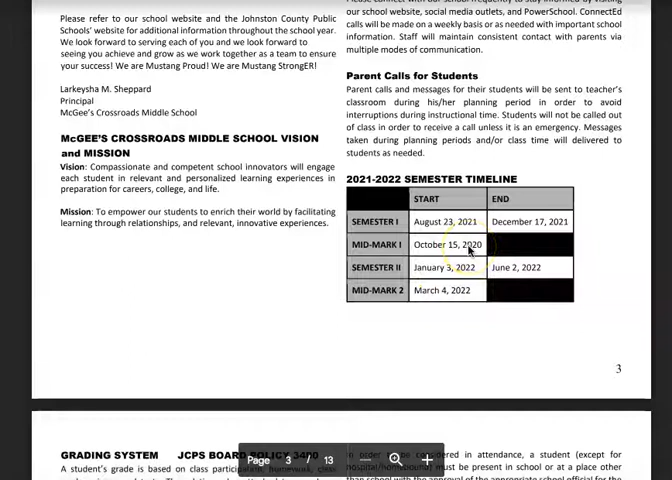 Please refer to our school website and the Johnston County Public
Schools' website for additional information throughout the school year.
We look forward to serving each of you and we look forward to
seeing you achieve and grow as we work together as a team to ensure
your success! We are Mustang Proud! We are Mustang StrongER!
Larkeysha M. Sheppard
Principal
McGee's Crossroads Middle School
McGEE'S CROSSROADS MIDDLE SCHOOL VISION
and MISSION
Vision: Compassionate and competent school innovators will engage
each student in relevant and personalized learning experiences in
preparation for careers, college, and life.
Mission: To empower our students to enrich their world by facilitating
learning through relationships, and relevant, innovative experiences.
calls will be made on a weekly basis or as needed with important school
information. Staff will maintain consistent contact with parents via
multiple modes of communication.
Parent Calls for Students
Parent calls and messages for their students will be sent to teacher's
classroom during his/her planning period in order to avoid
interruptions during instructional time. Students will not be called out
of class in order to receive a call unless it is an emergency. Messages
taken during planning periods and/or class time will delivered to
students as needed.
2021-2022 SEMESTER TIMELINE
START END
SEMESTER I August 23, 2021 December 17, 2021
MID-MARK I October 15, 2020
SEMESTER II January 3, 2022 June 2, 2022
MID-MARK 2 March 4, 2022
3
GRADING SYSTEM JCPS BOARD POLICY 3400
A student's grade is based on class
in order to be considered in attendance, a student (except for
hospital/homebound) must be present in school or at a place other
than school with the approval of the appropriate school official for the
Page 3 / 13